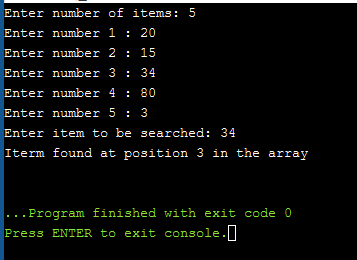 Enter number of items: 5
Enter number 1 : 20
Enter number 2 : 15
Enter number 3 : 34
Enter number 4 : 80
Enter number 5 : 3
Enter item to be searched: 34
Iterm found at position 3 in the array
...Program finished with exit code 0
Press ENTER to exit console.